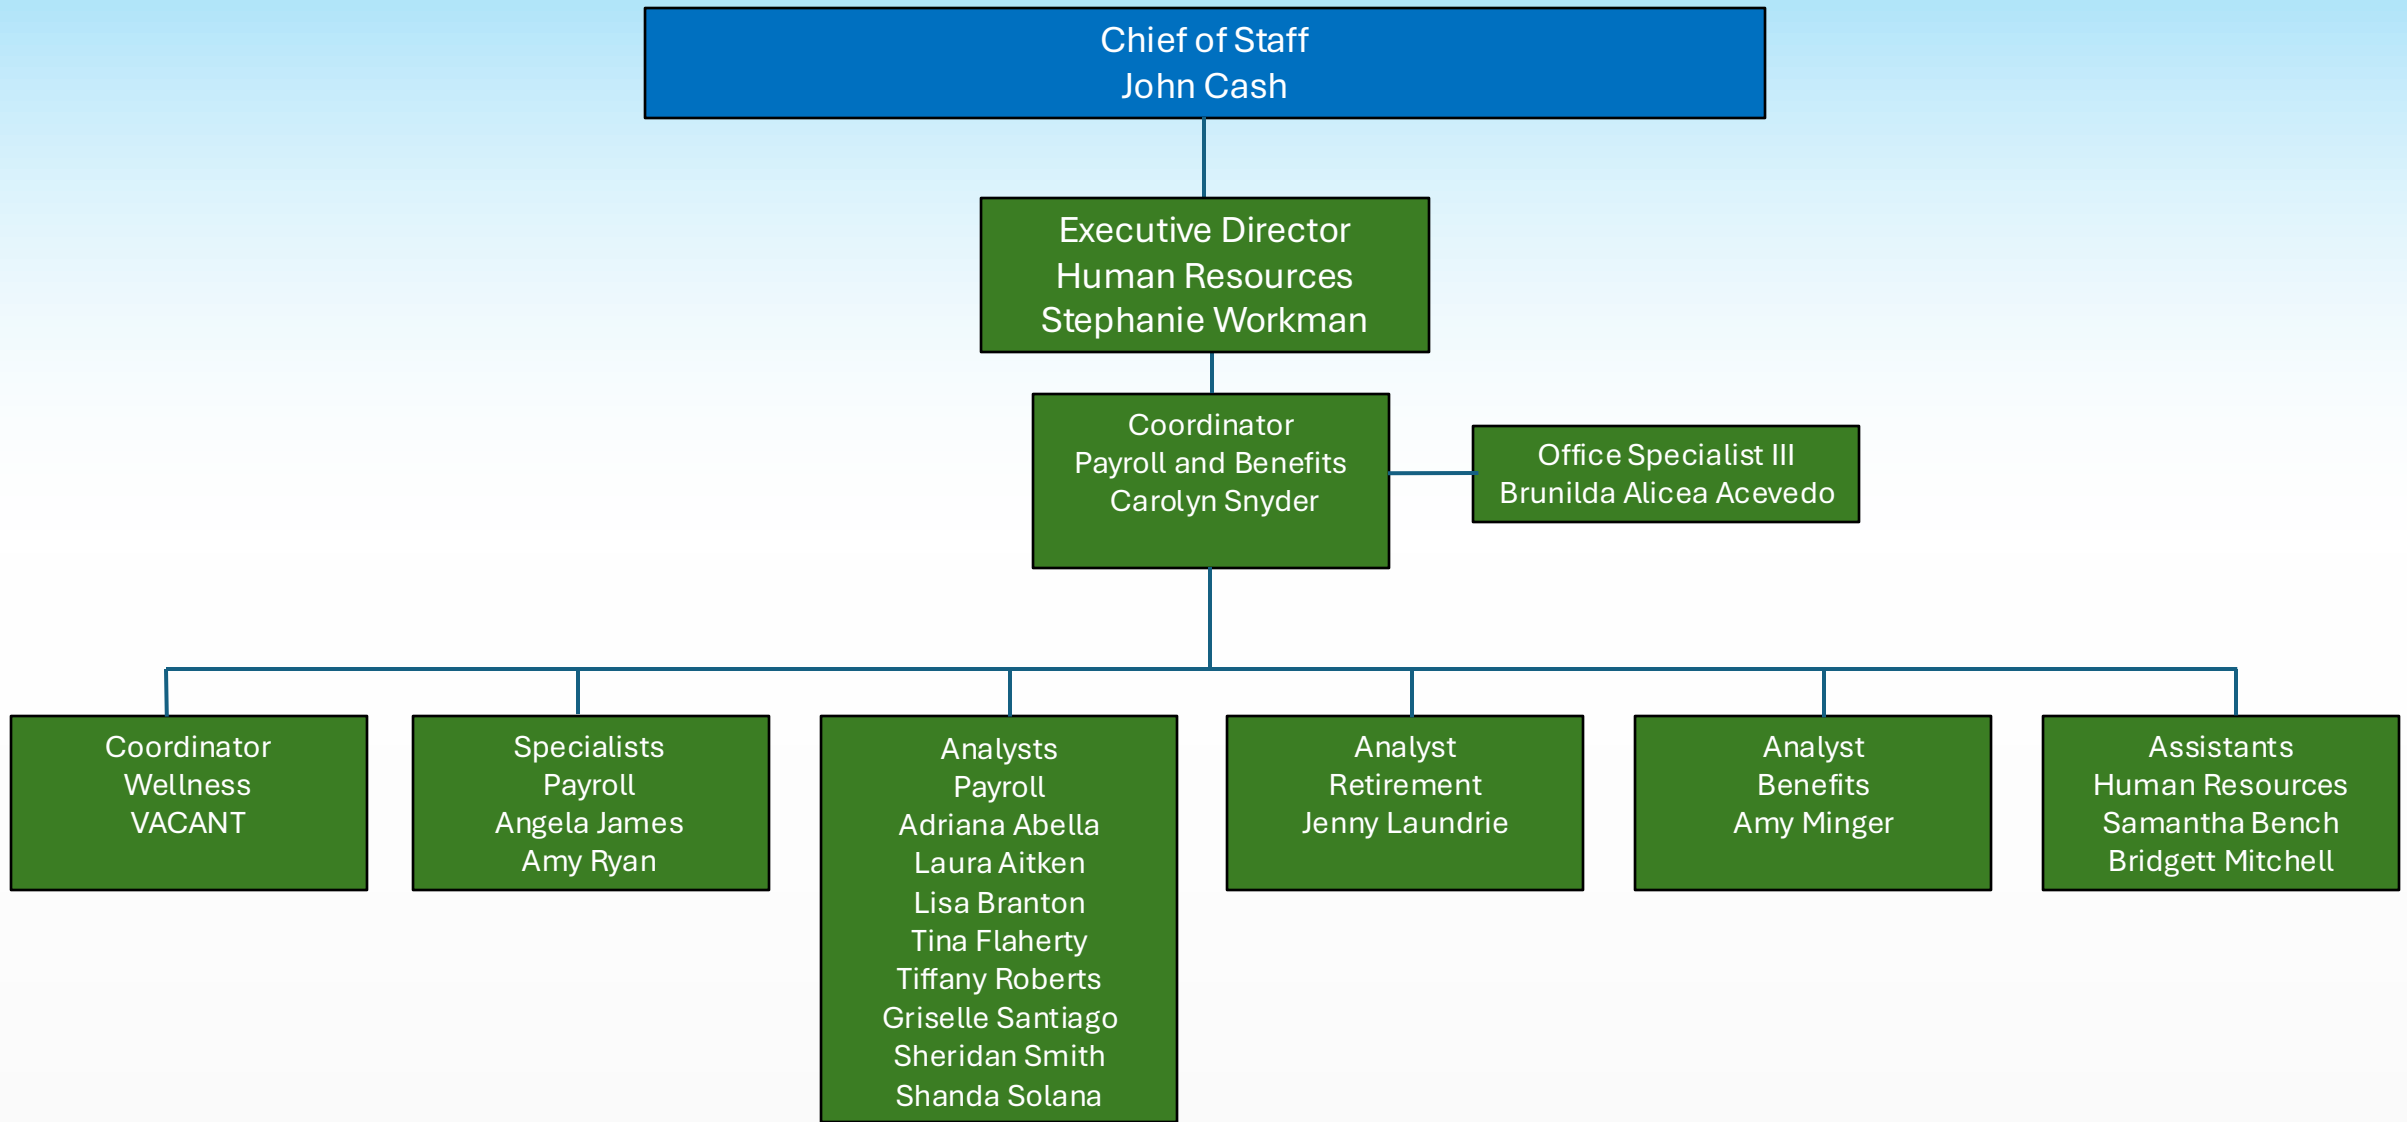 Chief of Staff
John Cash
Executive Director
Human Resources
Stephanie Workman
Coordinator
Payroll and Benefits
Carolyn Snyder
Office Specialist III
Brunilda Alicea Acevedo
Coordinator
Wellness
VACANT
Specialists
Payroll
Angela James
Amy Ryan
Analysts
Payroll
Adriana Abella
Laura Aitken
Lisa Branton
Tina Flaherty
Tiffany Roberts
Griselle Santiago
Sheridan Smith
Shanda Solana
Analyst
Retirement
Jenny Laundrie
Analyst
Benefits
Amy Minger
Assistants
Human Resources
Samantha Bench
Bridgett Mitchell